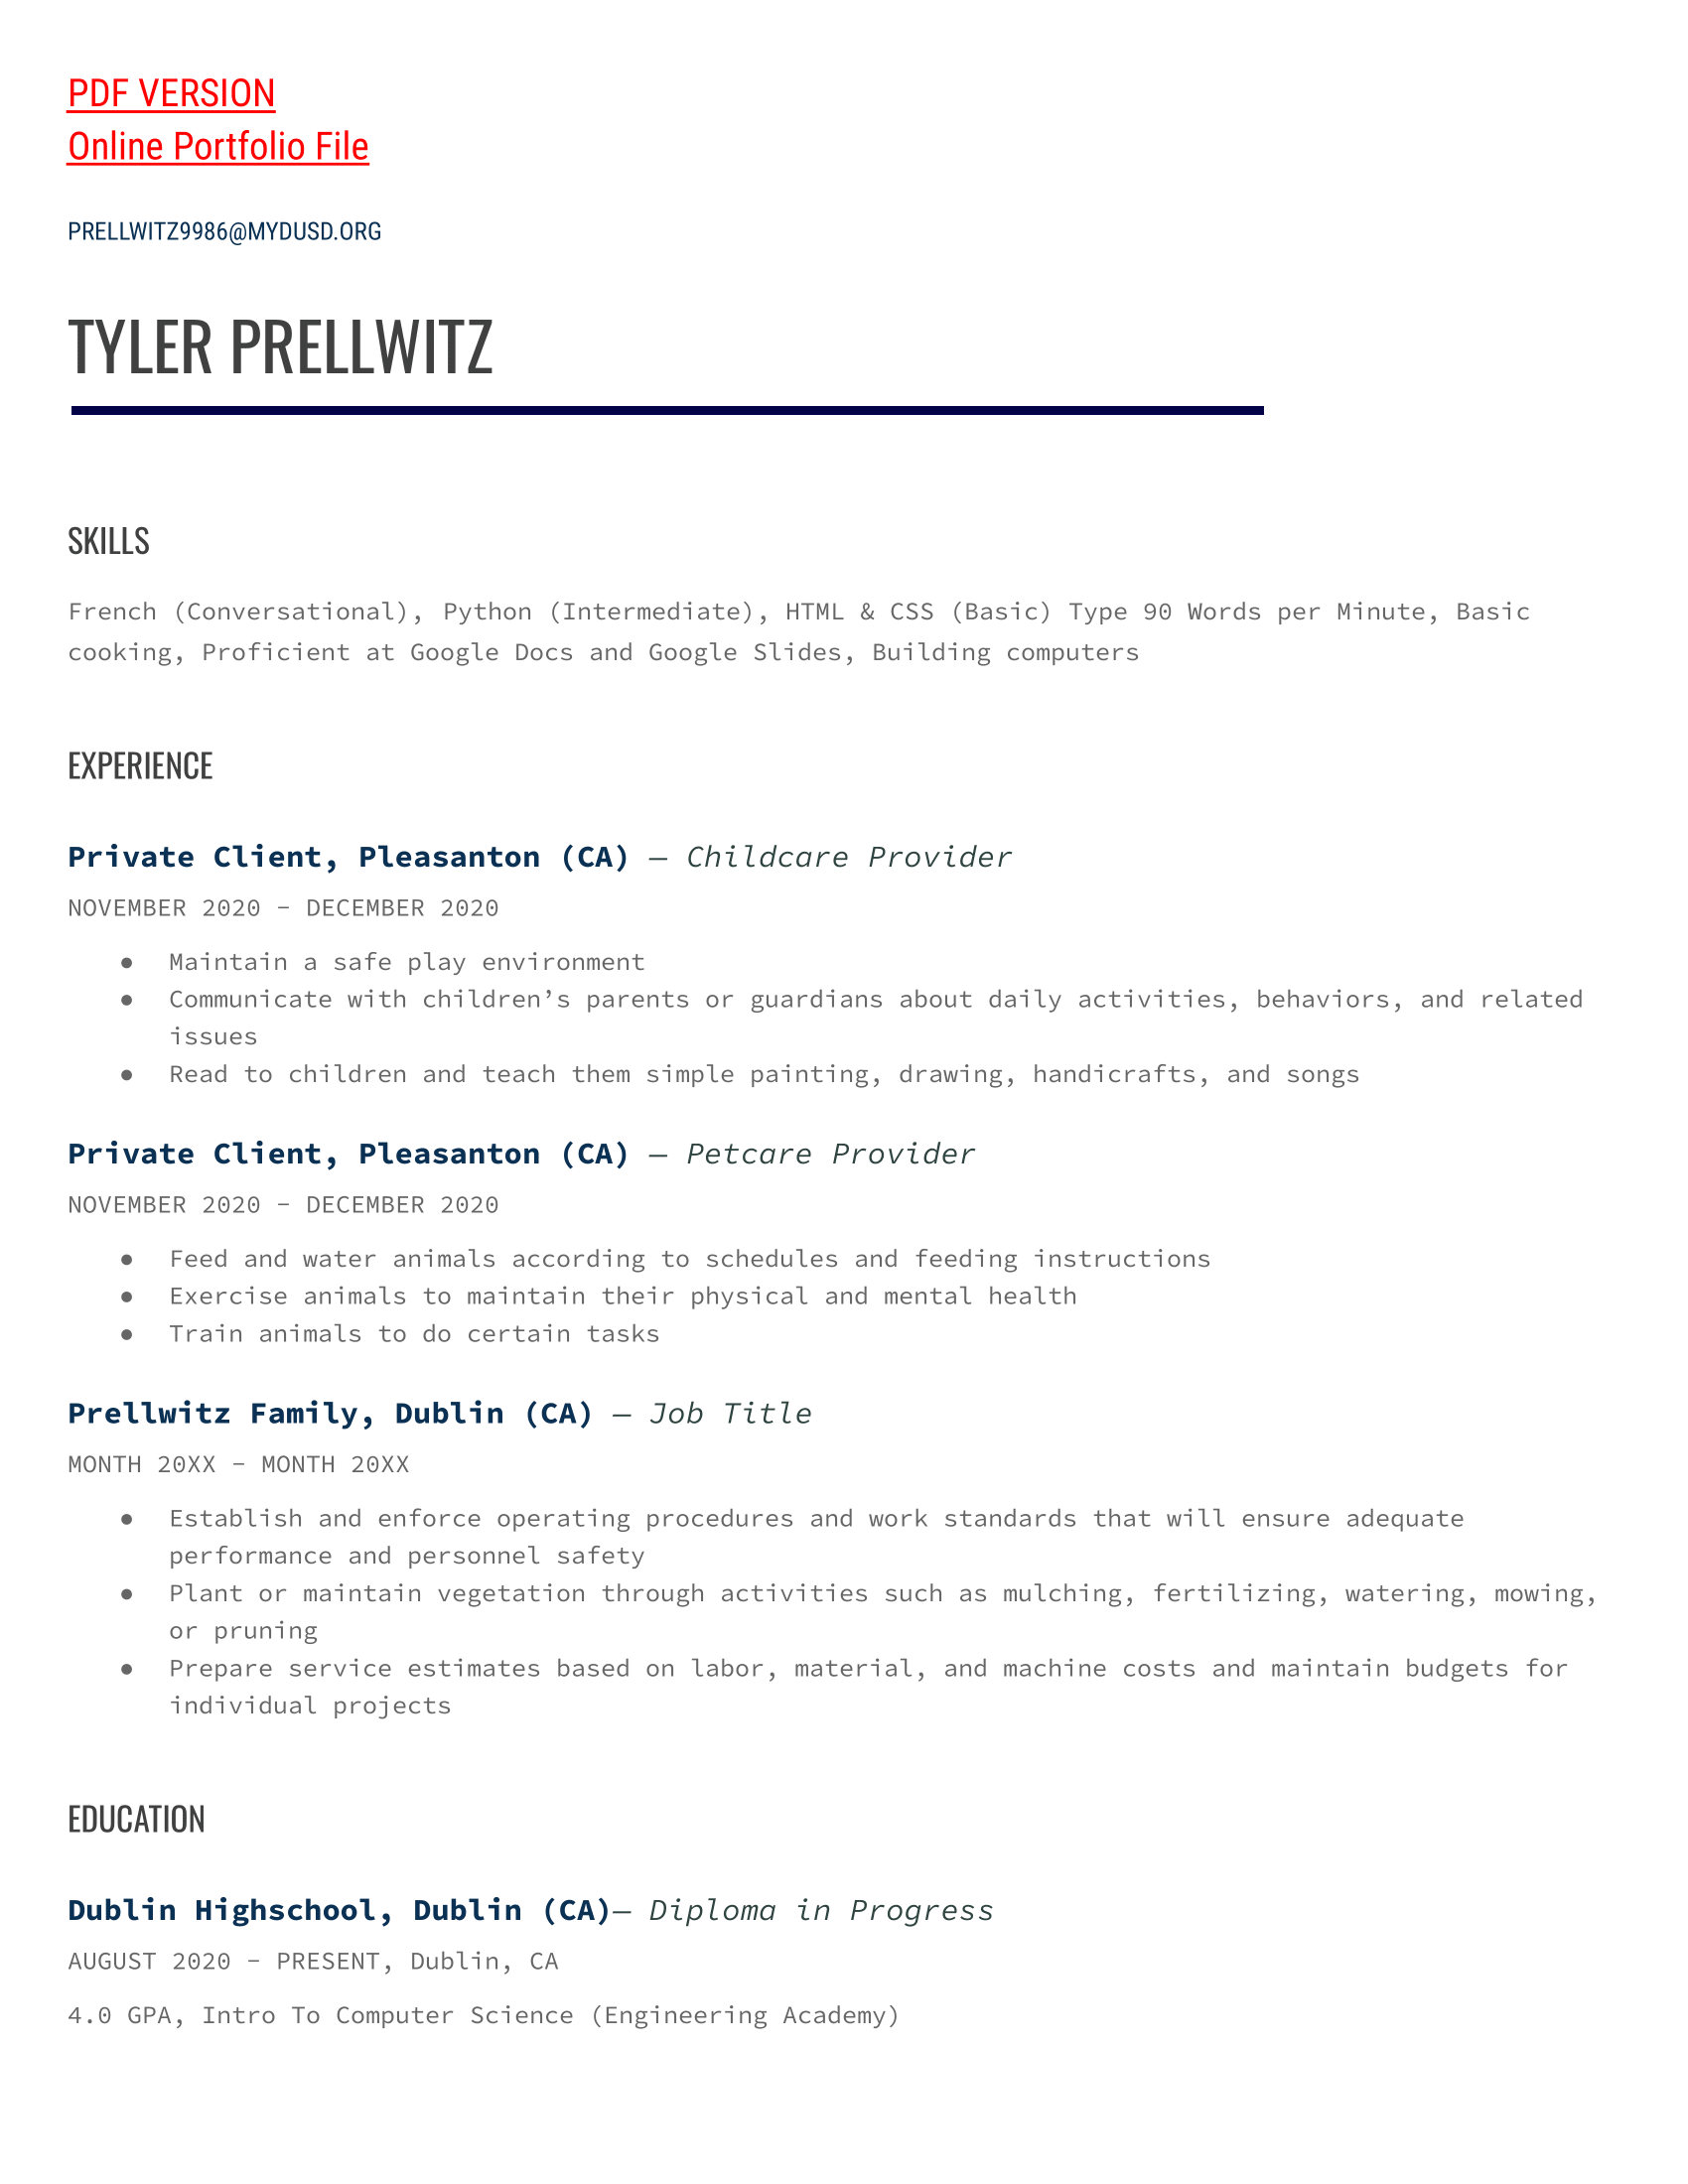 PDF VERSION
Online Portfolio File
PRELLWITZ9986@MYDUSD.ORG
TYLER PRELLWITZ
SKILLS
French (Conversational), Python (Intermediate), HTML & CSS (Basic) Type 90 Words per Minute, Basic
cooking, Proficient at Google Docs and Google Slides, Building computers
EXPERIENCE
Private Client, Pleasanton (CA) — Childcare Provider
NOVEMBER 2020 - DECEMBER 2020
● Maintain a safe play environment
● Communicate with children’s parents or guardians about daily activities, behaviors, and related
issues
● Read to children and teach them simple painting, drawing, handicrafts, and songs
Private Client, Pleasanton (CA) — Petcare Provider
NOVEMBER 2020 - DECEMBER 2020
● Feed and water animals according to schedules and feeding instructions
● Exercise animals to maintain their physical and mental health
● Train animals to do certain tasks
Prellwitz Family, Dublin (CA) — Job Title
MONTH 20XX - MONTH 20XX
● Establish and enforce operating procedures and work standards that will ensure adequate
performance and personnel safety
● Plant or maintain vegetation through activities such as mulching, fertilizing, watering, mowing,
or pruning
● Prepare service estimates based on labor, material, and machine costs and maintain budgets for
individual projects
EDUCATION
Dublin Highschool, Dublin (CA)— Diploma in Progress
AUGUST 2020 - PRESENT, Dublin, CA
4.0 GPA, Intro To Computer Science (Engineering Academy)